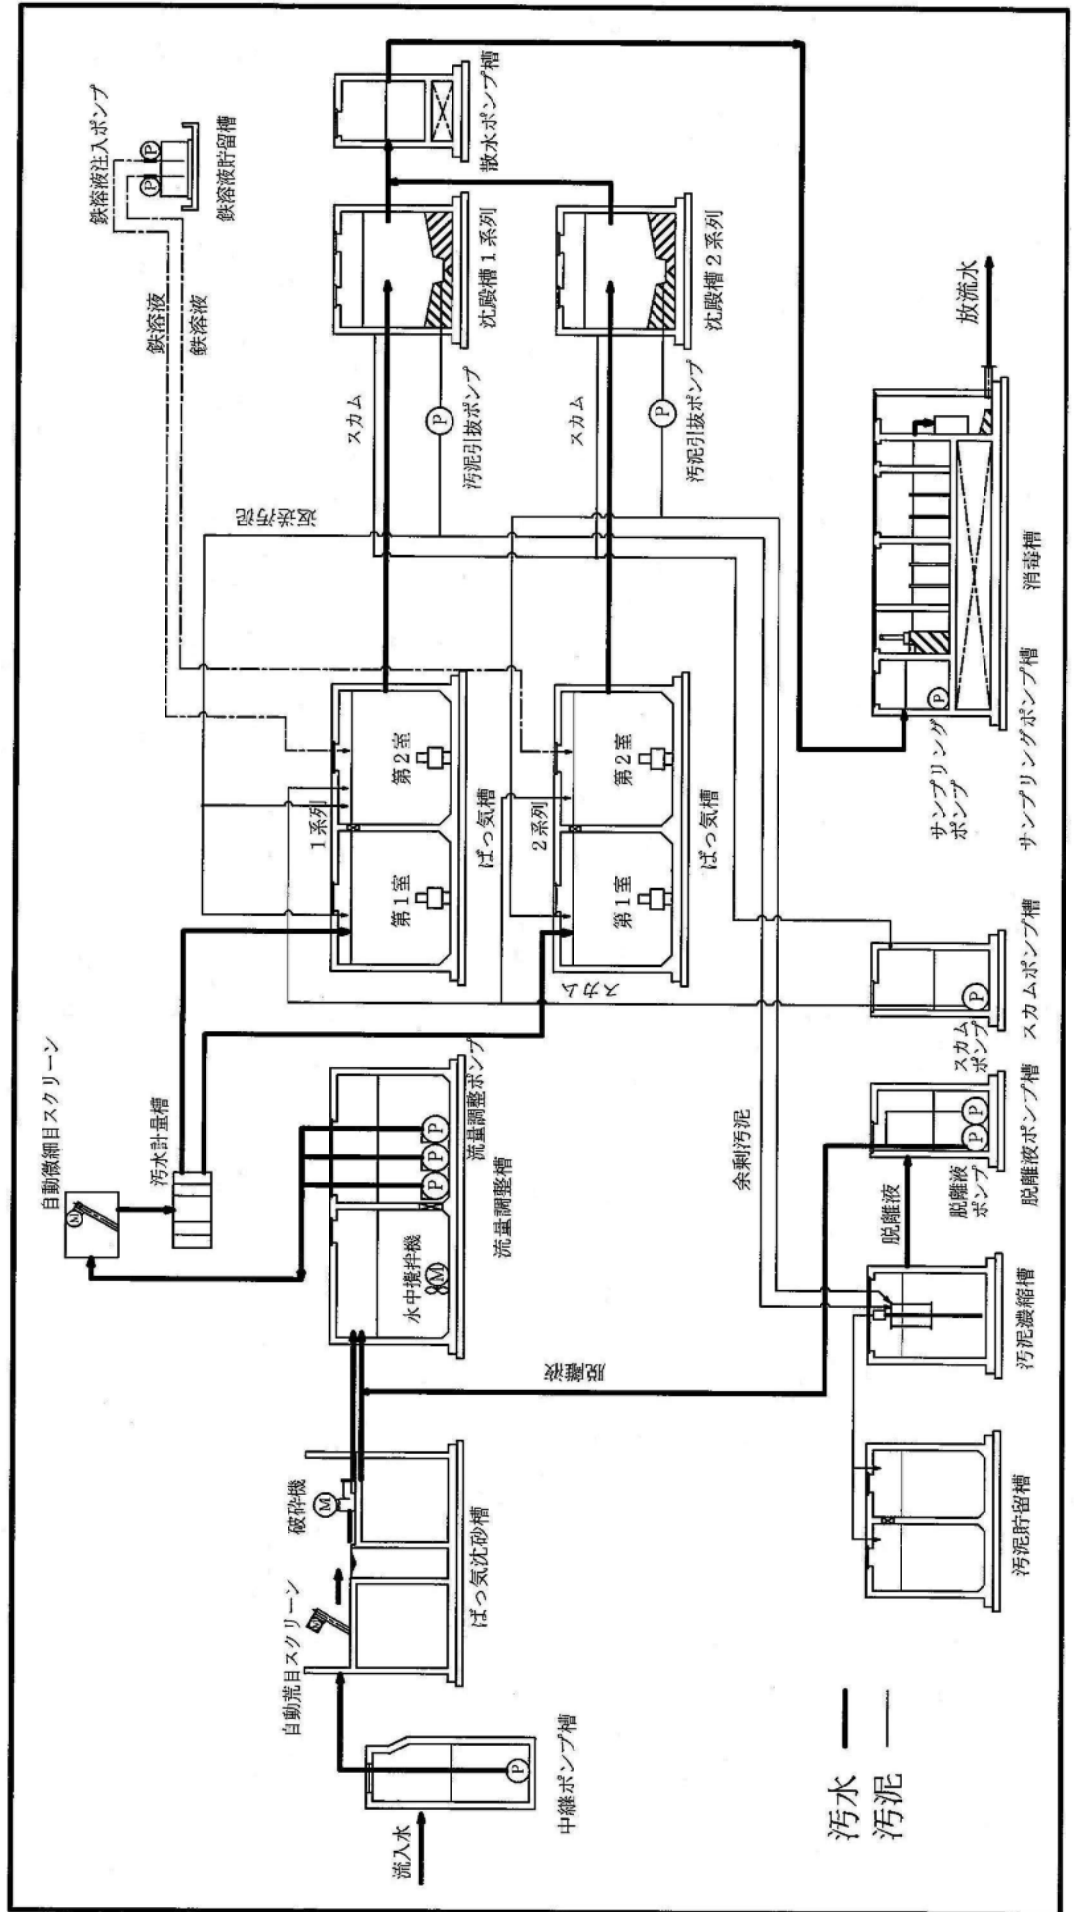 流入水
中継ポンプ槽
P
自動荒目スクリーン
M
破砕機
M
ばっ気沈砂槽
脱離液
水中攪拌機
M
P
P
P
流量調整ポンプ
流量調整槽
自動微細目スクリーン
M
汚水計量槽
1系列
第1室
第2室
ばっ気槽
2系列
第1室
第2室
ばっ気槽
スカム
返送汚泥
鉄溶液
鉄溶液
鉄溶液注入ポンプ
P
P
鉄溶液貯留槽
スカム
P
汚泥引抜ポンプ
沈殿槽1系列
スカム
P
汚泥引抜ポンプ
沈殿槽2系列
散水ポンプ槽
汚水
汚泥
汚泥貯留槽
汚泥濃縮槽
余剰汚泥
脱離液
P
P
脱離液
ポンプ
脱離液ポンプ槽
P
スカム
ポンプ
スカムポンプ槽
P
サンプリング
ポンプ
サンプリングポンプ槽
消毒槽
放流水